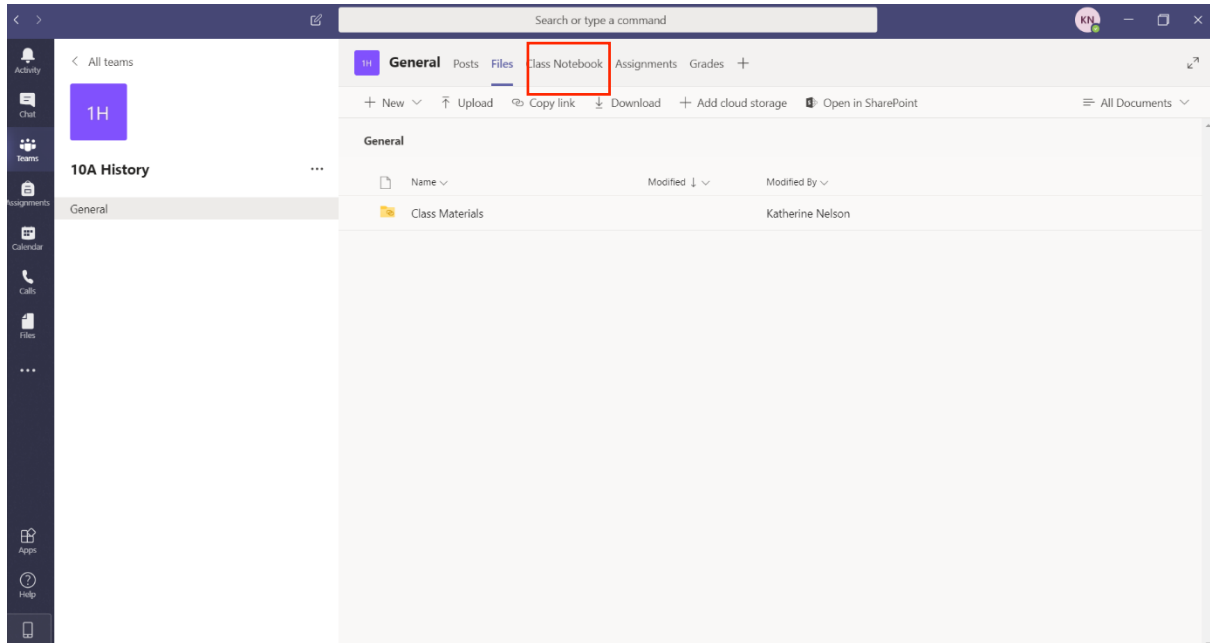 Search or type a command
KN
Activity
Chat
Teams
Assignments
Calendar
Calls
Files
Apps
Help
All teams
1H
10A History
General
1H General Posts Files Class Notebook Assignments Grades
New Upload Copy link Download Add cloud storage Open in SharePoint All Documents
General
Name Modified Modified By
Class Materials Katherine Nelson